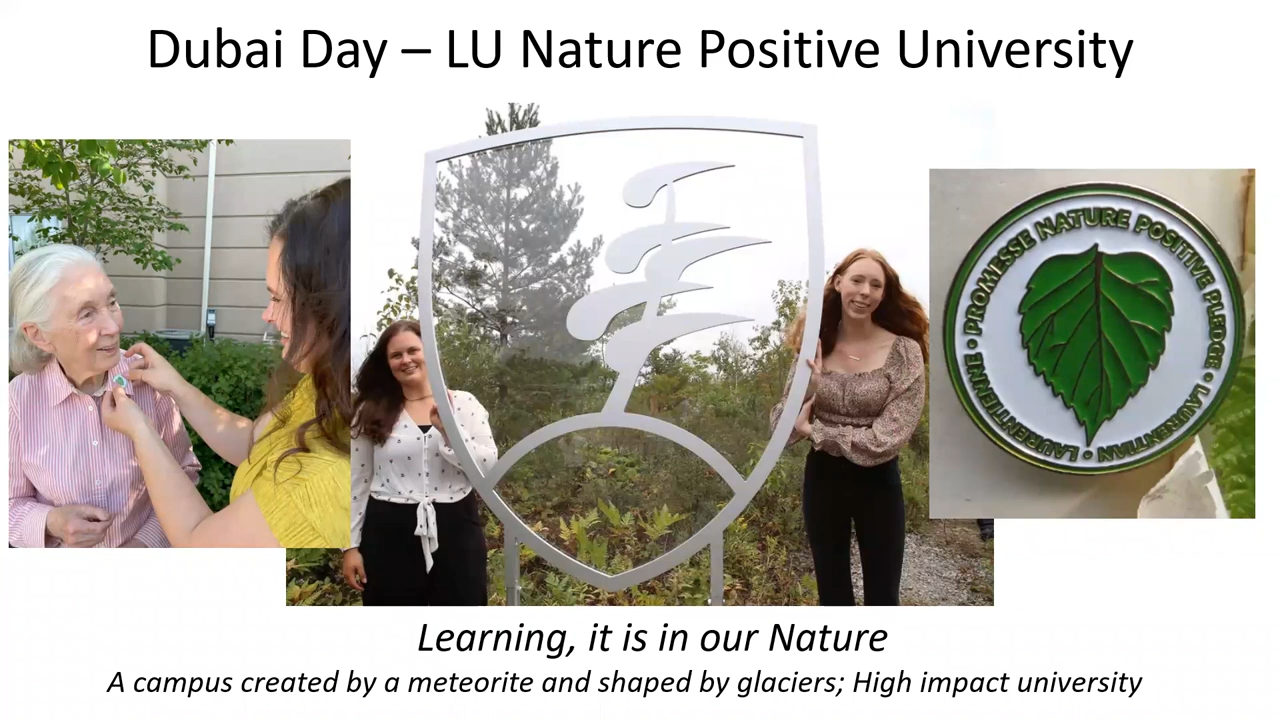 Dubai Day – LU Nature Positive University
PROMESSE NATURE POSITIVE PLEDGE • LAURENTIAN • LAURENTIENNE •
Learning, it is in our Nature
A campus created by a meteorite and shaped by glaciers; High impact university